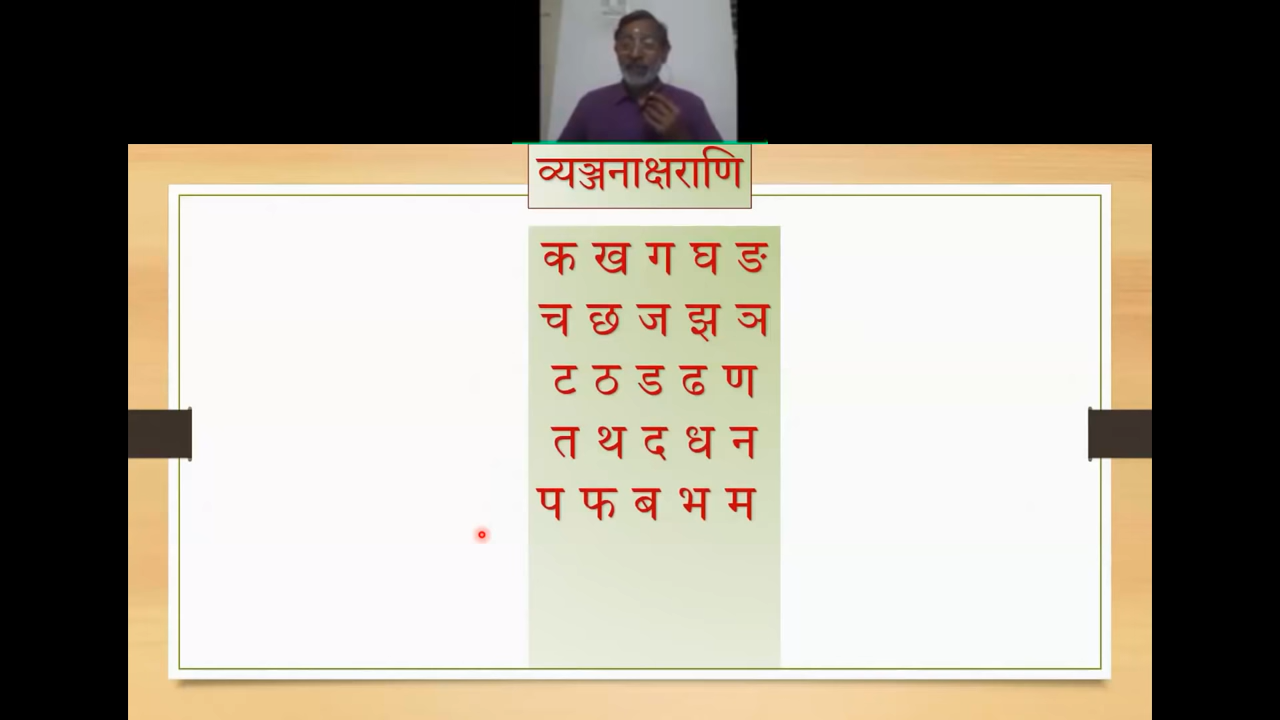 व्यञ्जनाक्षराणि
क ख ग घ ङ
च छ ज झ ञ
ट ठ ड ढ ण
त थ द ध न
प फ ब भ म